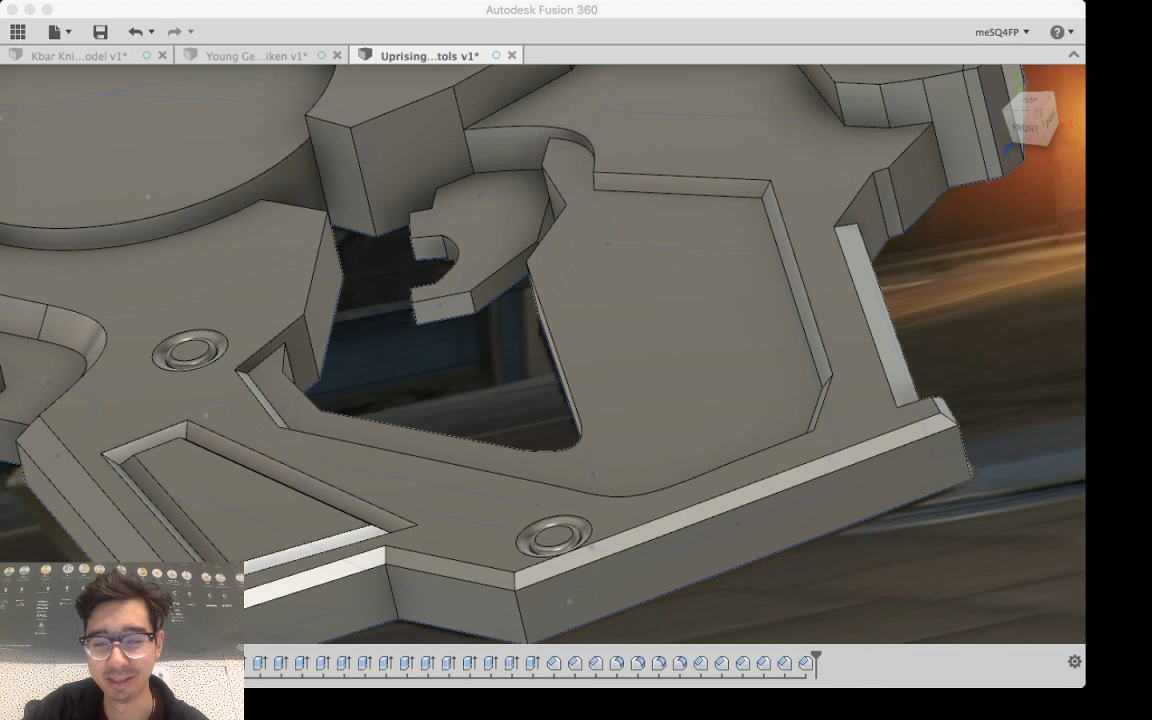 Autodesk Fusion 360
meSQ4FP
Kbar Kni...odel v1*
Young Ge...iken v1*
Uprising...tols v1*
FRONT